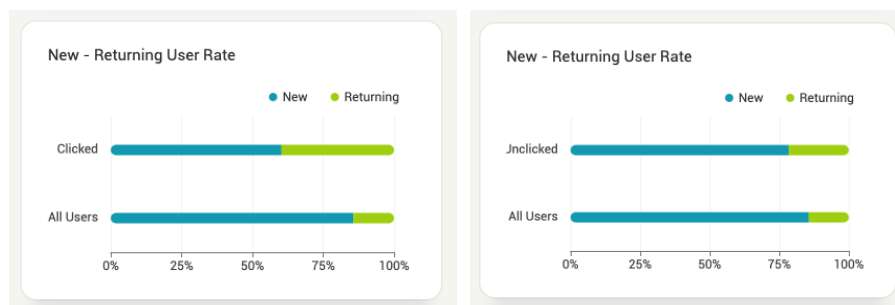 New - Returning User Rate
New Returning
Clicked
All Users
0% 25% 50% 75% 100%
New - Returning User Rate
New Returning
Unclicked
All Users
0% 25% 50% 75% 100%